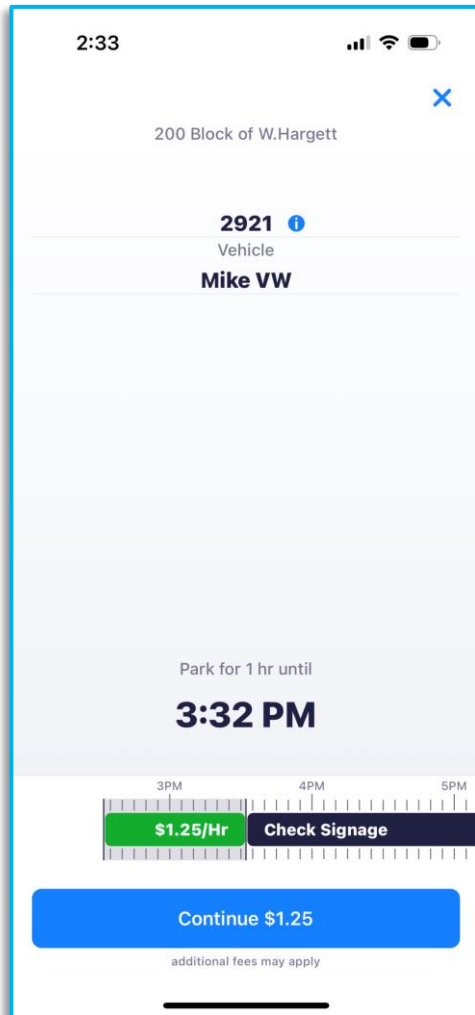 2:33
200 Block of W.Hargett
2921
Vehicle
Mike VW
Park for 1 hr until
3:32 PM
3PM 4PM 5PM
$1.25/Hr Check Signage
Continue $1.25
additional fees may apply